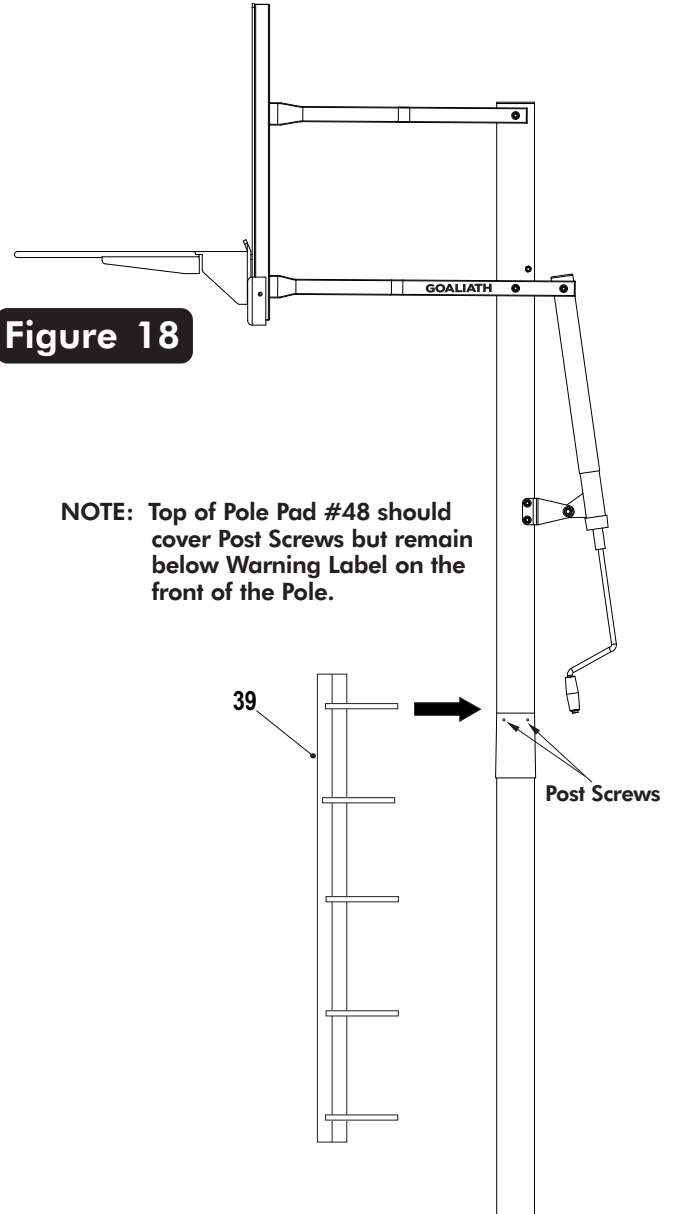 GOALIATH
Figure 18
NOTE: Top of Pole Pad #48 should
cover Post Screws but remain
below Warning Label on the
front of the Pole.
39
Post Screws